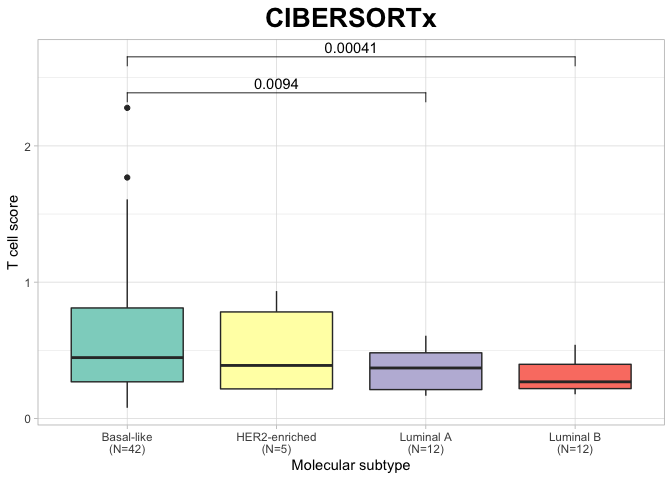 CIBERSORTx
0.00041
0.0094
2
1
0
T cell score
Basal-like
(N=42)
HER2-enriched
(N=5)
Luminal A
(N=12)
Luminal B
(N=12)
Molecular subtype